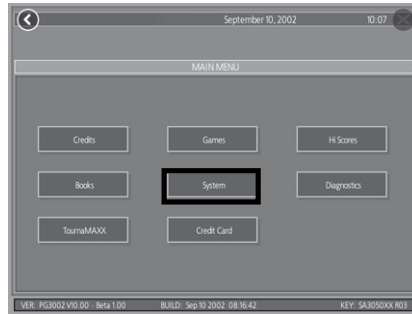 September 10, 2002 10:07
MAIN MENU
Credits Games Hi Scores
Books System Diagnostics
TournaMAXX Credit Card
VER: PG3002 V10.00 - Beta 1.00 BUILD: Sep 10 2002 08:16:42 KEY: SA3050XX R03